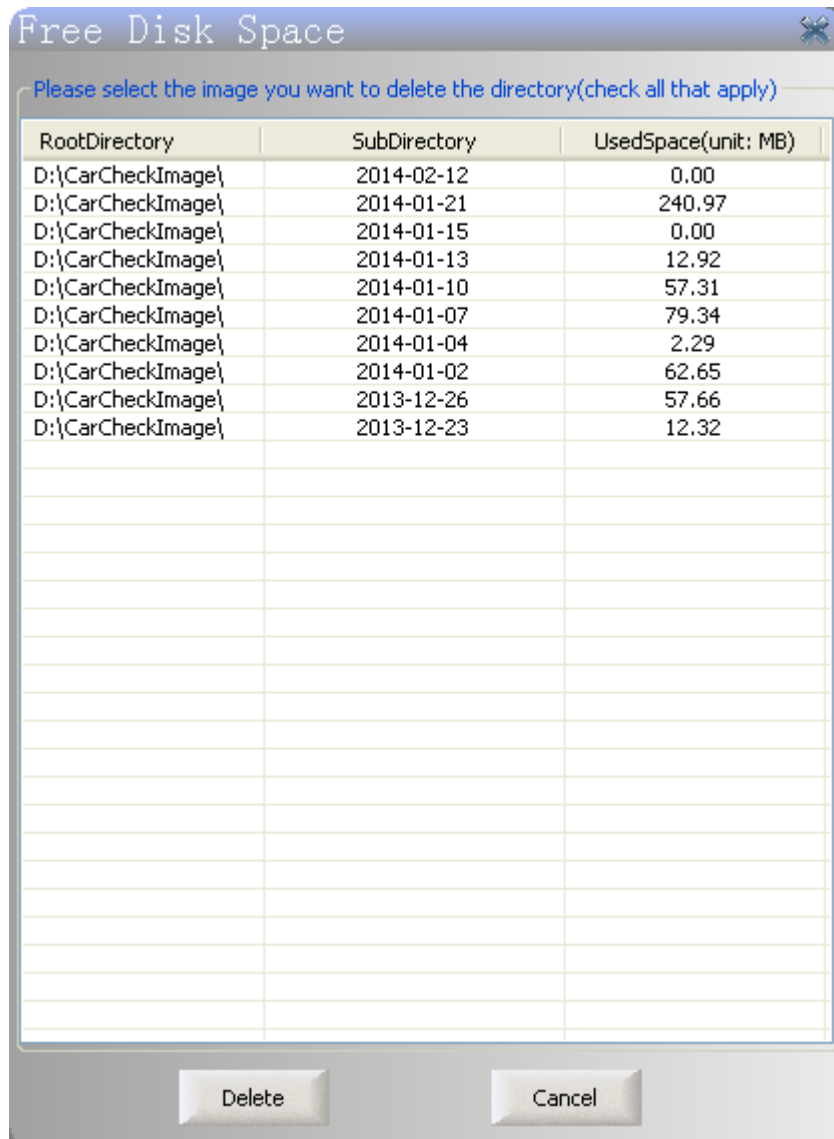 Free Disk Space
Please select the image you want to delete the directory(check all that apply)
RootDirectory SubDirectory UsedSpace(unit: MB)
D:\CarCheckImage\ 2014-02-12 0.00
D:\CarCheckImage\ 2014-01-21 240.97
D:\CarCheckImage\ 2014-01-15 0.00
D:\CarCheckImage\ 2014-01-13 12.92
D:\CarCheckImage\ 2014-01-10 57.31
D:\CarCheckImage\ 2014-01-07 79.34
D:\CarCheckImage\ 2014-01-04 2.29
D:\CarCheckImage\ 2014-01-02 62.65
D:\CarCheckImage\ 2013-12-26 57.66
D:\CarCheckImage\ 2013-12-23 12.32
Delete Cancel